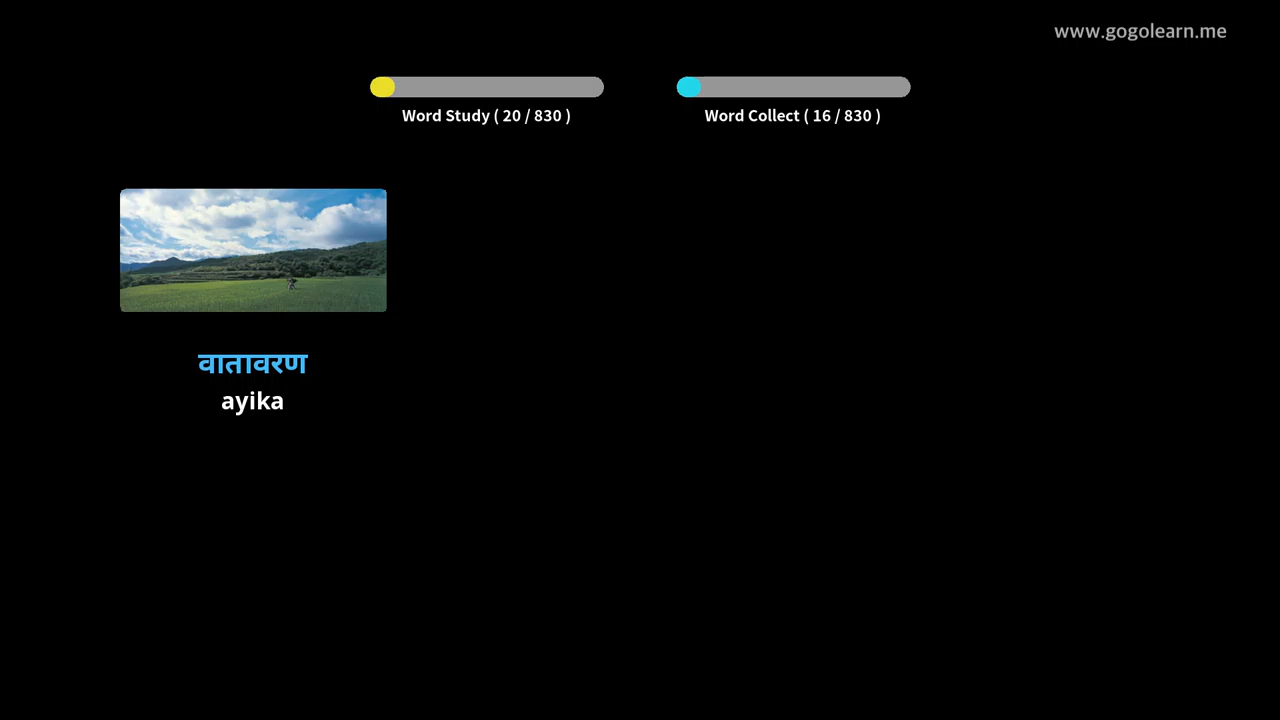 www.gogolearn.me
Word Study ( 20 / 830 )
Word Collect ( 16 / 830 )
वातावरण
ayika